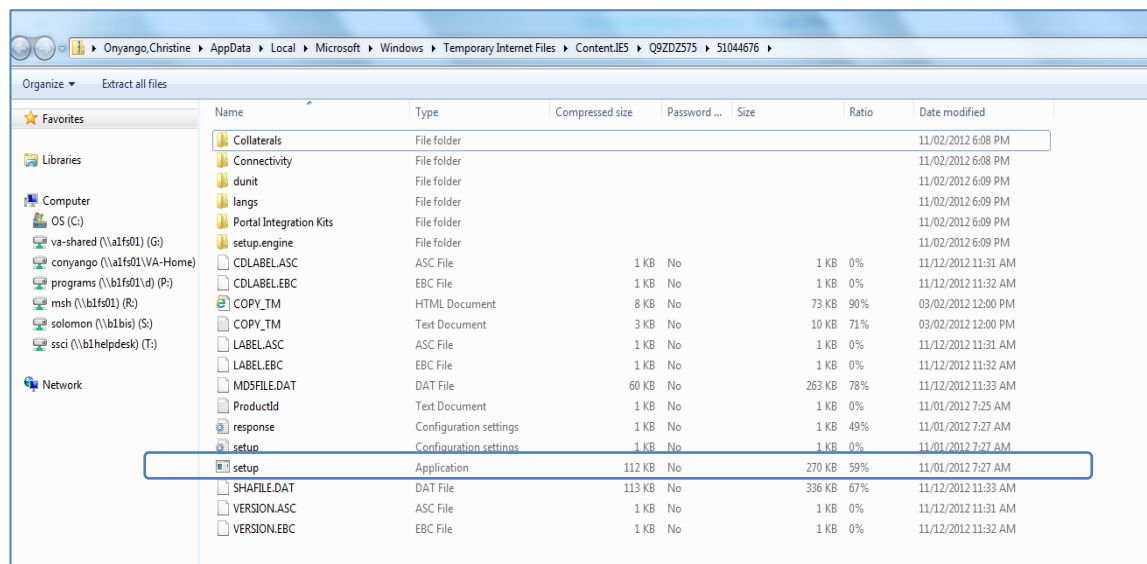 Onyango,Christine ▸ AppData ▸ Local ▸ Microsoft ▸ Windows ▸ Temporary Internet Files ▸ Content.IE5 ▸ Q9ZDZ575 ▸ 51044676 ▸
Organize Extract all files
Favorites
Libraries
Computer
OS (C:)
va-shared (\\a1fs01) (G:)
conyango (\\a1fs01\VA-Home)
programs (\\b1fs01\d) (P:)
msh (\\b1fs01) (R:)
solomon (\\b1bis) (S:)
ssci (\\b1helpdesk) (T:)
Network
Name Type Compressed size Password ... Size Ratio Date modified
Collaterals File folder 11/02/2012 6:08 PM
Connectivity File folder 11/02/2012 6:08 PM
dunit File folder 11/02/2012 6:09 PM
langs File folder 11/02/2012 6:09 PM
Portal Integration Kits File folder 11/02/2012 6:09 PM
setup.engine File folder 11/02/2012 6:09 PM
CDLABEL.ASC ASC File 1 KB No 1 KB 0% 11/12/2012 11:31 AM
CDLABEL.EBC EBC File 1 KB No 1 KB 0% 11/12/2012 11:32 AM
COPY_TM HTML Document 8 KB No 73 KB 90% 03/02/2012 12:00 PM
COPY_TM Text Document 3 KB No 10 KB 71% 03/02/2012 12:00 PM
LABEL.ASC ASC File 1 KB No 1 KB 0% 11/12/2012 11:31 AM
LABEL.EBC EBC File 1 KB No 1 KB 0% 11/12/2012 11:32 AM
MD5FILE.DAT DAT File 60 KB No 263 KB 78% 11/12/2012 11:33 AM
ProductId Text Document 1 KB No 1 KB 0% 11/01/2012 7:25 AM
response Configuration settings 1 KB No 1 KB 49% 11/01/2012 7:27 AM
setup Configuration settings 1 KB No 1 KB 0% 11/01/2012 7:27 AM
setup Application 112 KB No 270 KB 59% 11/01/2012 7:27 AM
SHAFILE.DAT DAT File 113 KB No 336 KB 67% 11/12/2012 11:33 AM
VERSION.ASC ASC File 1 KB No 1 KB 0% 11/12/2012 11:31 AM
VERSION.EBC EBC File 1 KB No 1 KB 0% 11/12/2012 11:32 AM